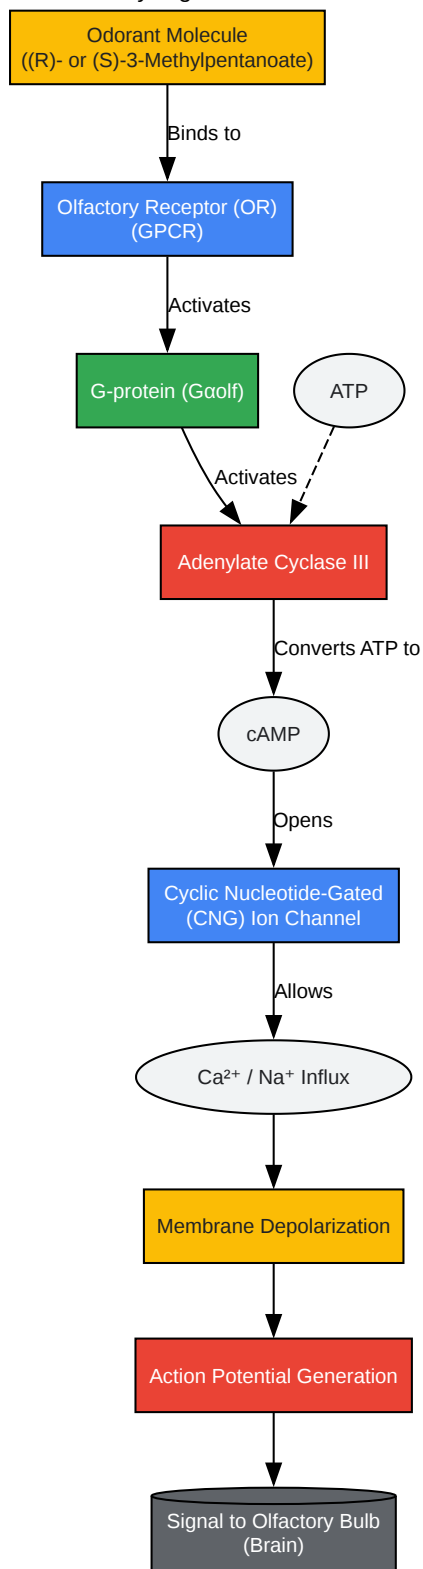 Odorant Molecule
((R)- or (S)-3-Methylpentanoate)
Binds to
Olfactory Receptor (OR)
(GPCR)
Activates
G-protein (Gαolf)
ATP
Activates
Adenylate Cyclase III
Converts ATP to
cAMP
Opens
Cyclic Nucleotide-Gated
(CNG) Ion Channel
Allows
Ca²⁺ / Na⁺ Influx
Membrane Depolarization
Action Potential Generation
Signal to Olfactory Bulb
(Brain)